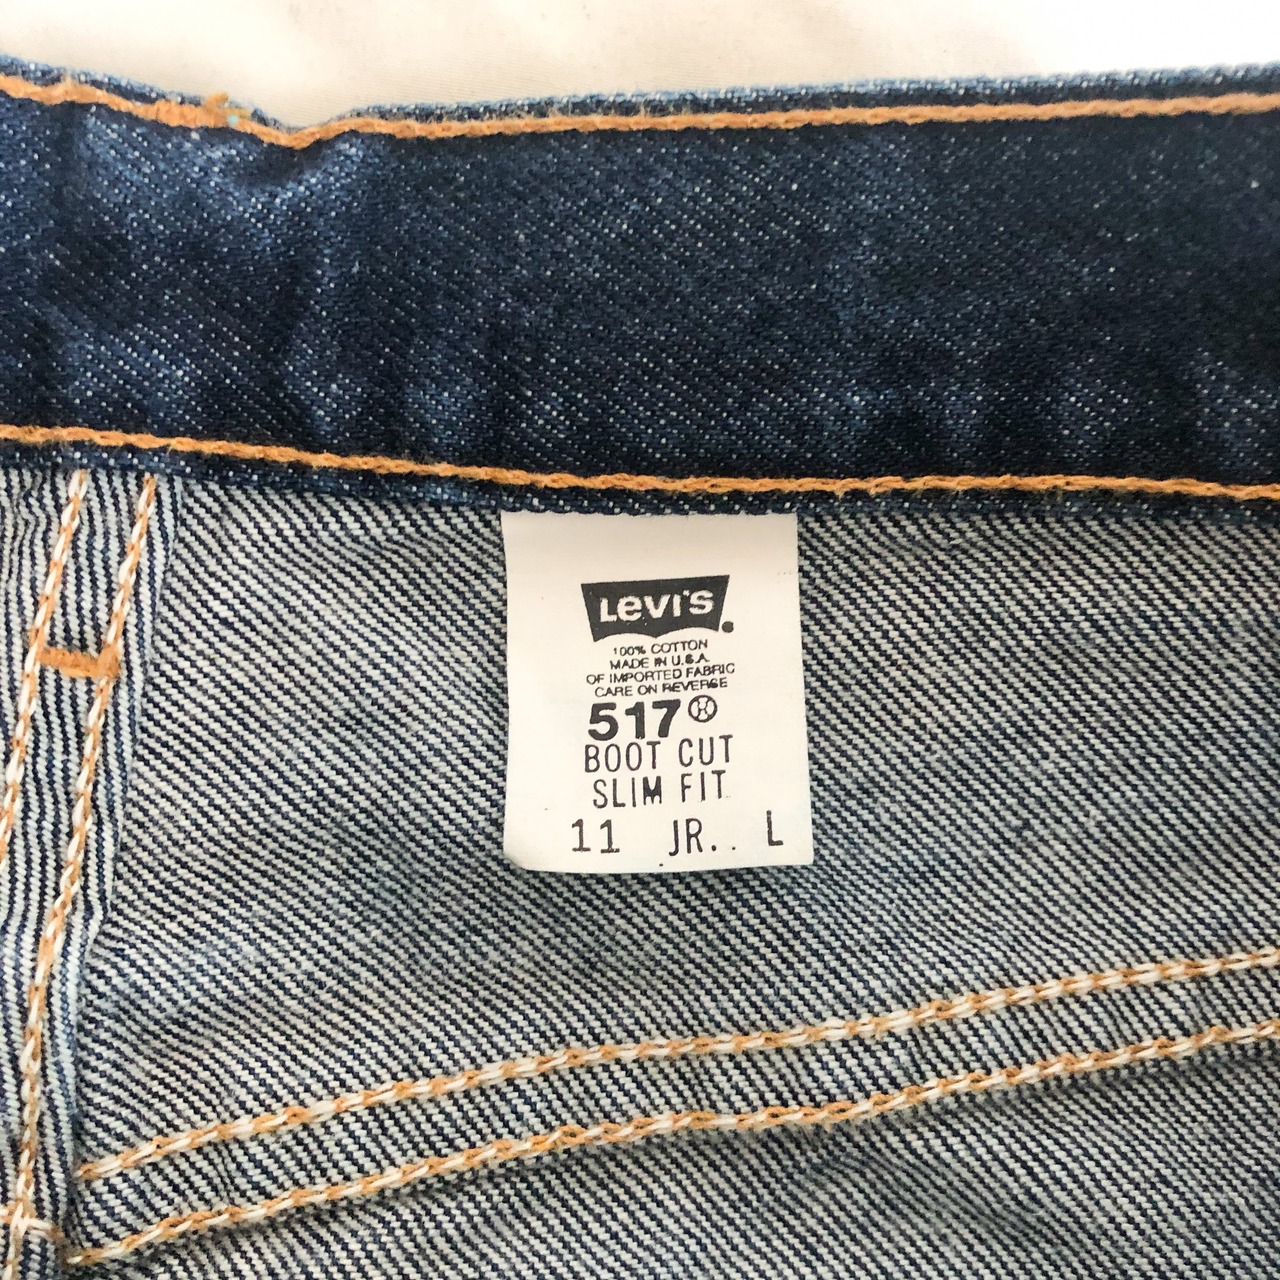 Levi's
100% COTTON
MADE IN U.S.A.
OF IMPORTED FABRIC
CARE ON REVERSE
517®
BOOT CUT
SLIM FIT
11 JR. L